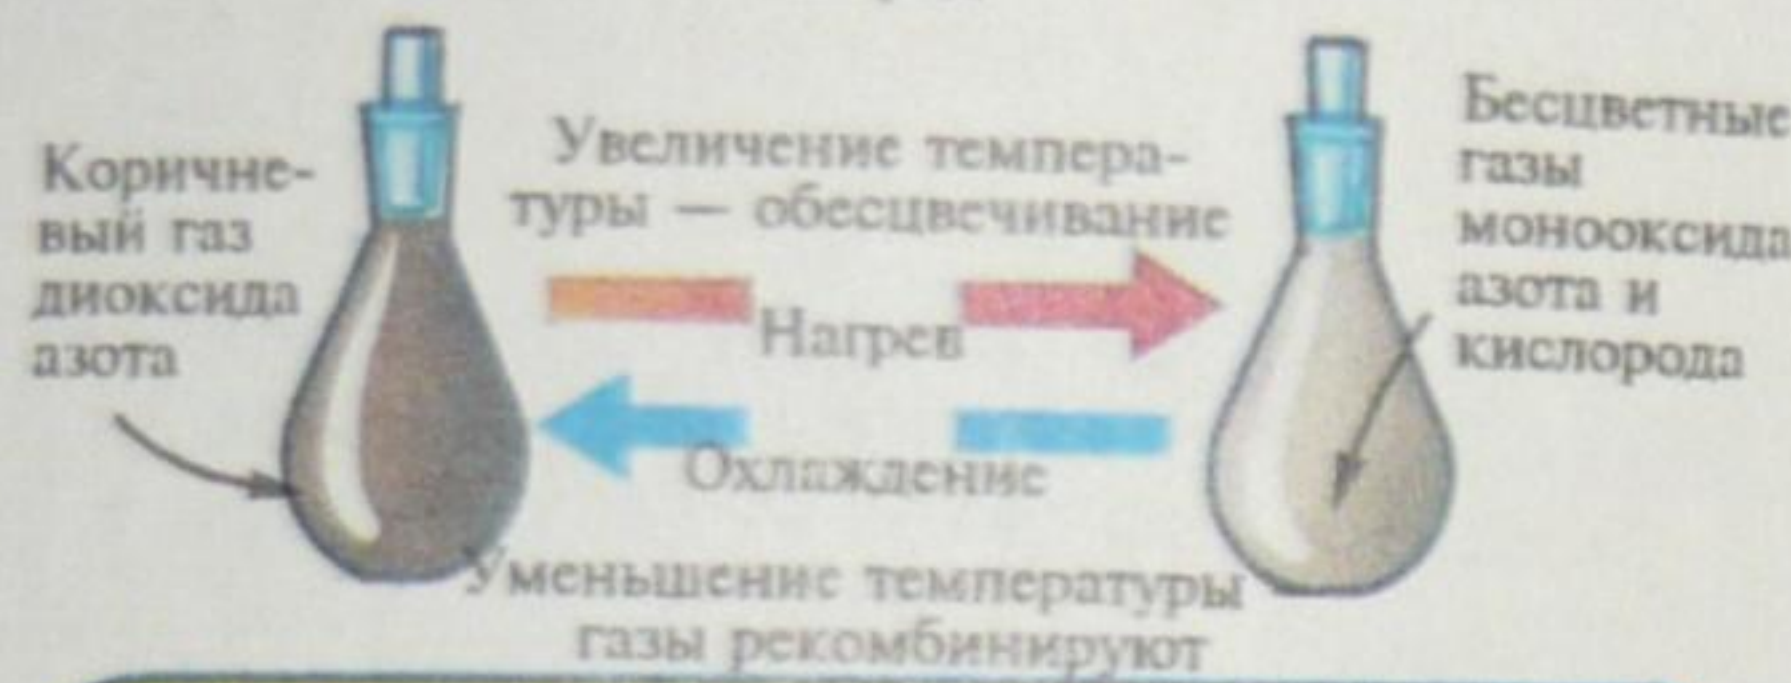 Коричне-
вый газ
диоксида
азота
Увеличение темпера-
туры — обесцвечивание
Нагрев
Охлаждение
Уменьшение температуры
газы рекомбинируют
Бесцветные
газы
монооксида
азота и
кислорода